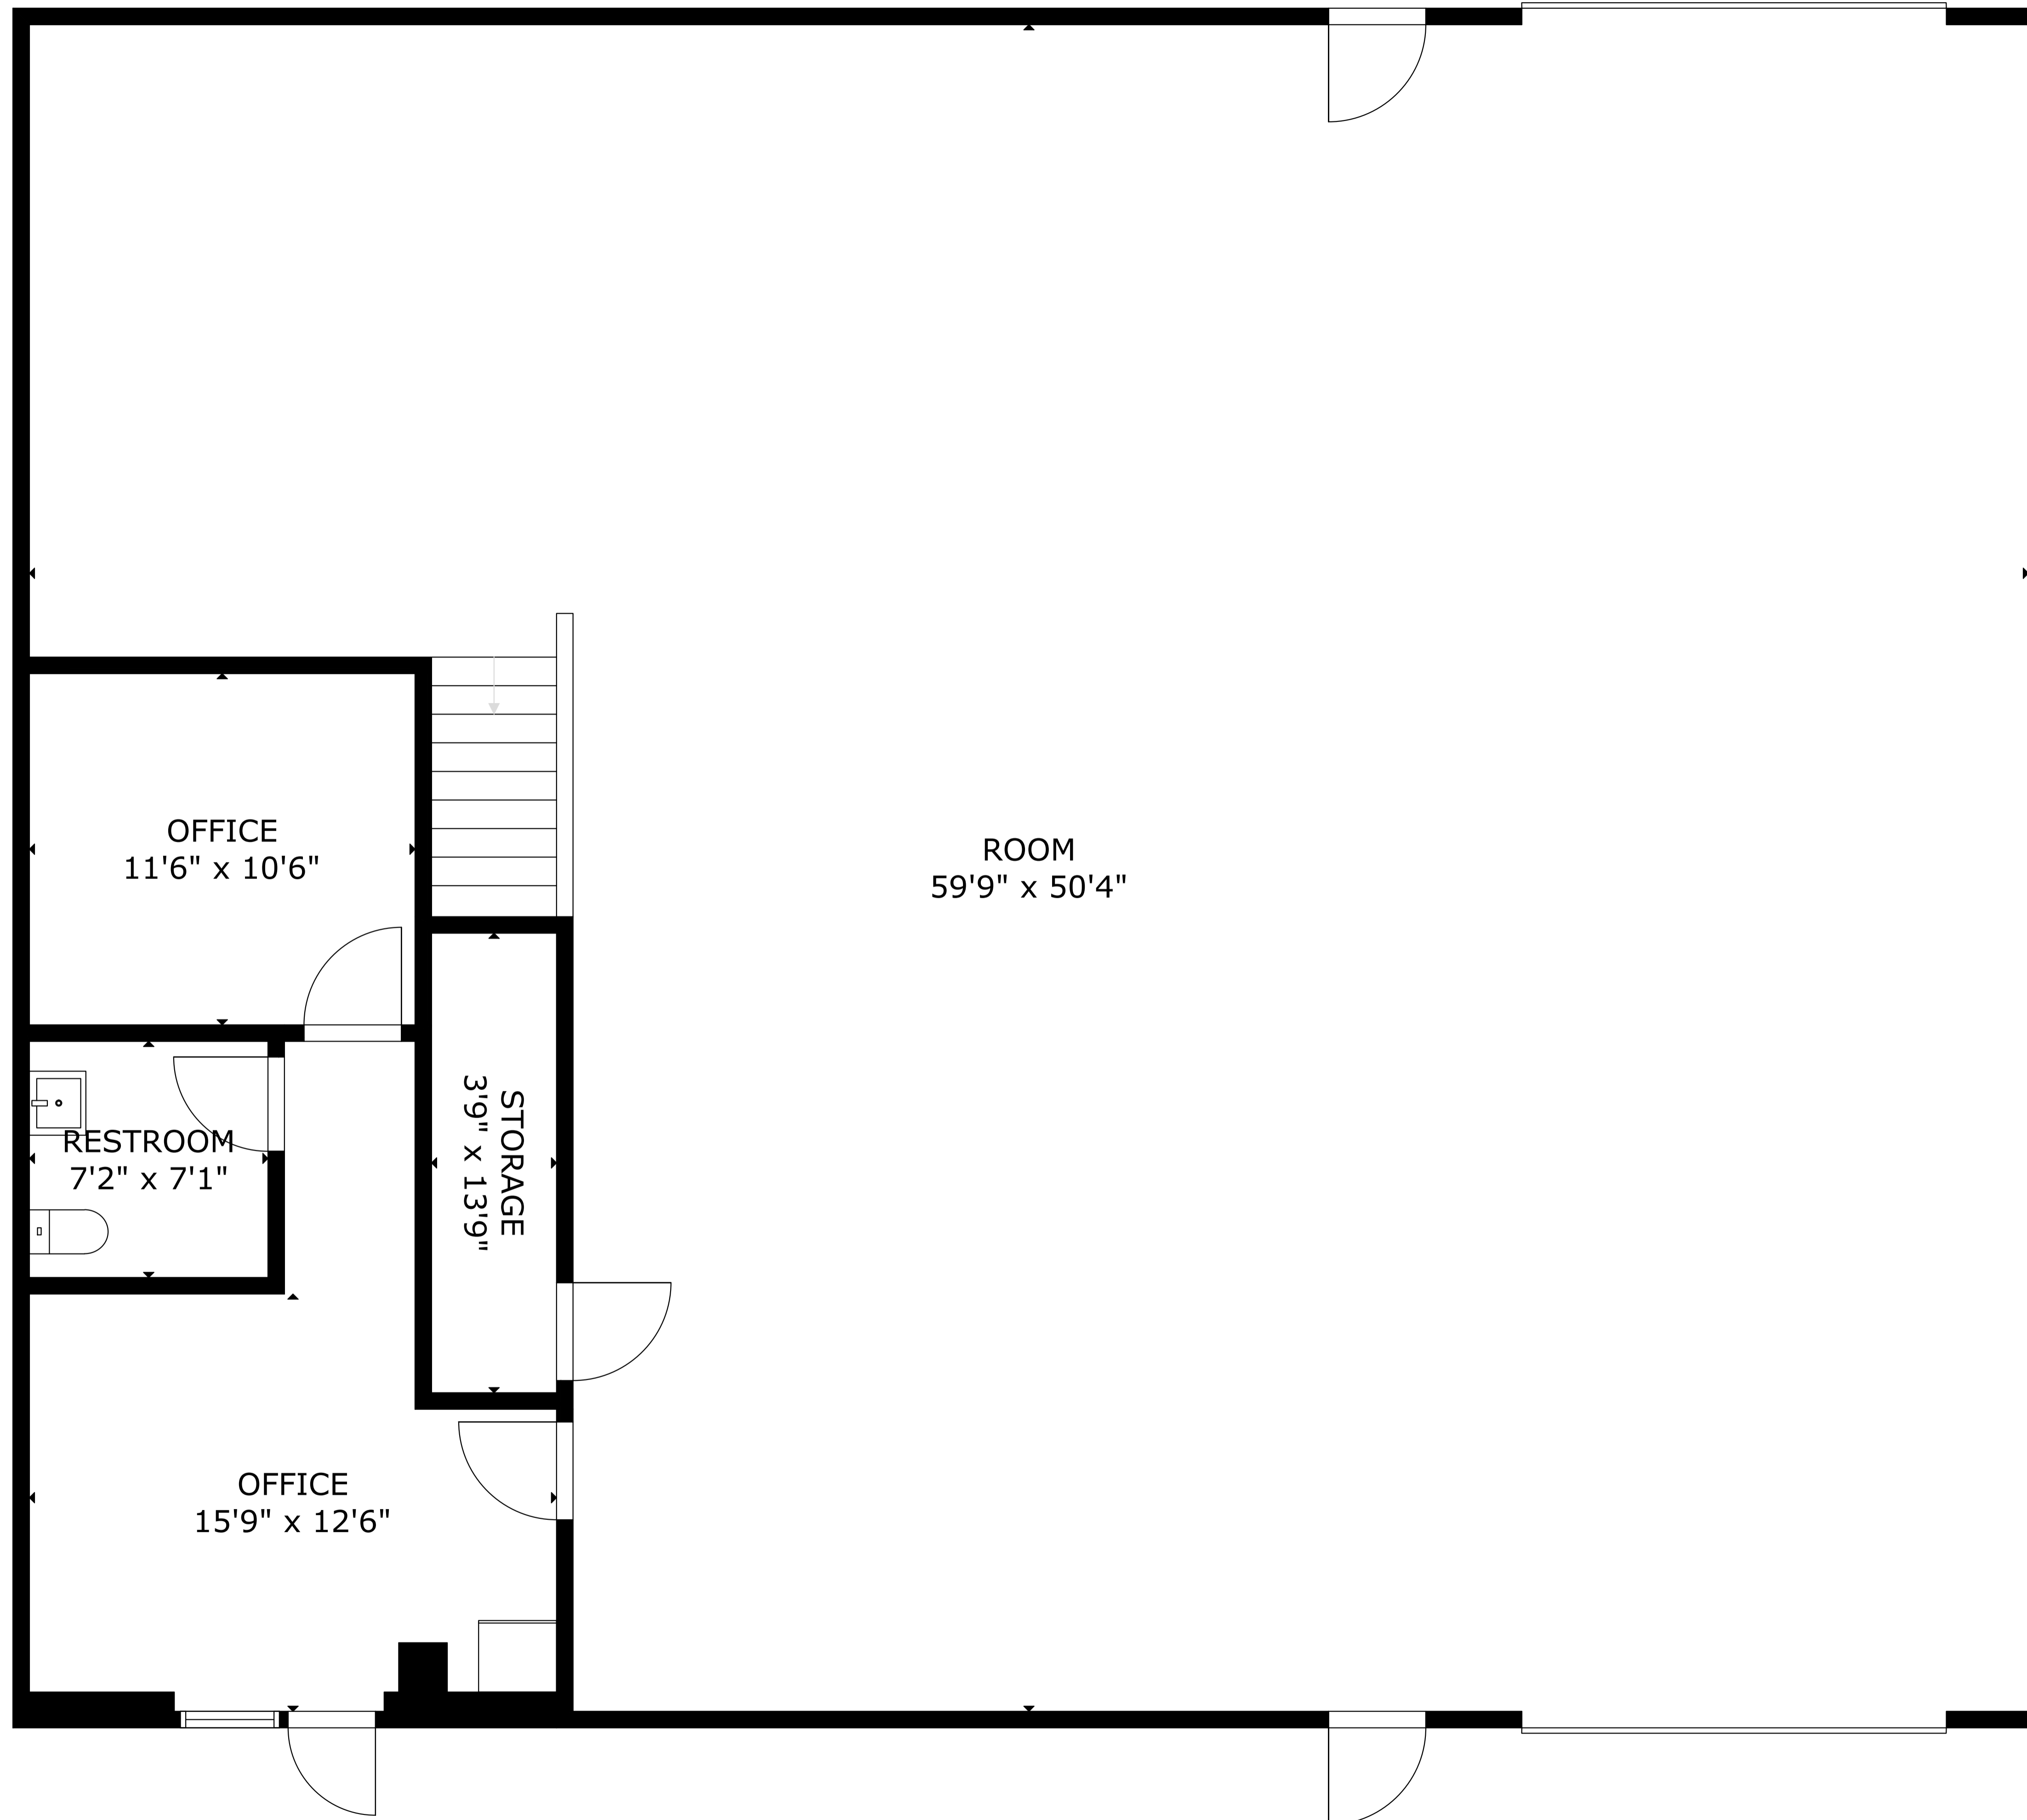 OFFICE
11'6" x 10'6"
ROOM
59'9" x 50'4"
RESTROOM
7'2" x 7'1"
STORAGE
3'9" x 13'9"
OFFICE
15'9" x 12'6"